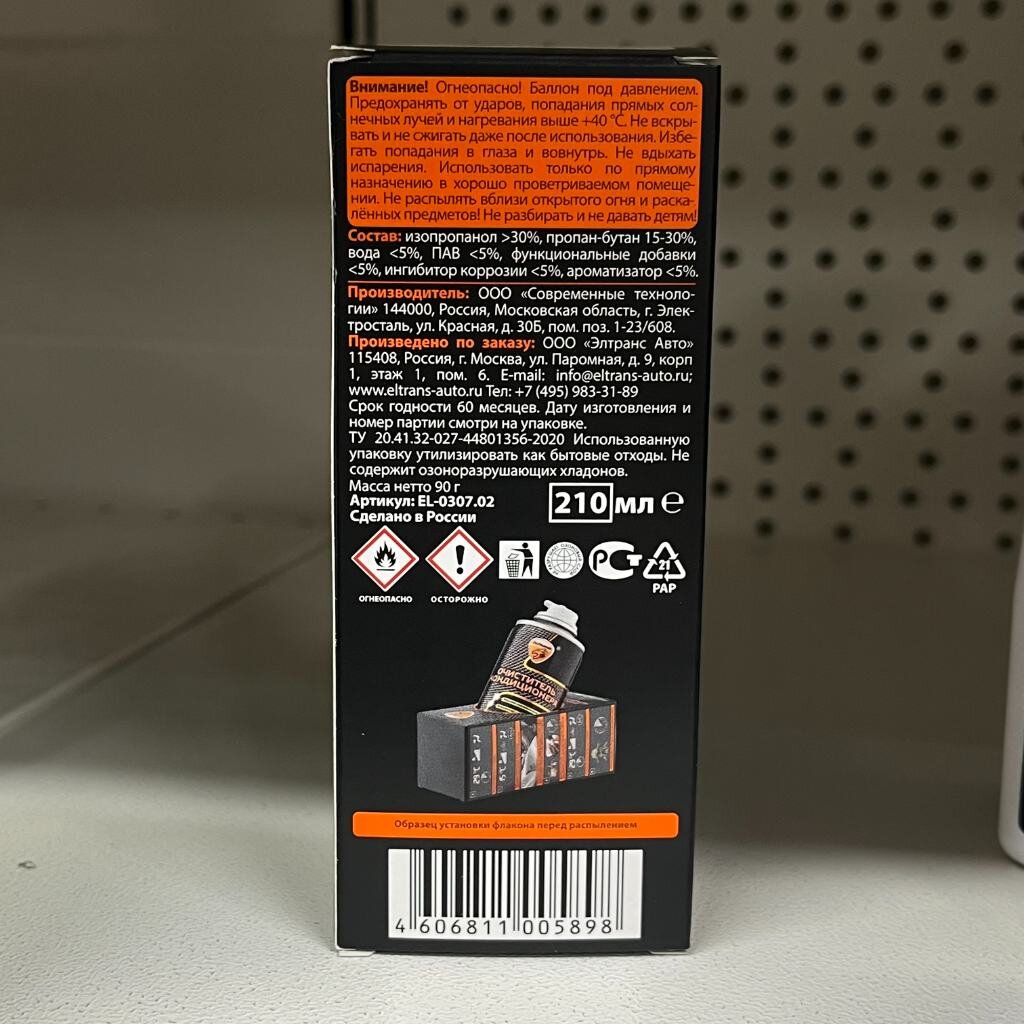 Внимание! Огнеопасно! Баллон под давлением.
Предохранять от ударов, попадания прямых сол-
нечных лучей и нагревания выше +40 °С. Не вскры-
вать и не сжигать даже после использования. Избе-
гать попадания в глаза и вовнутрь. Не вдыхать
испарения. Использовать только по прямому
назначению в хорошо проветриваемом помеще-
нии. Не распылять вблизи открытого огня и раска-
лённых предметов! Не разбирать и не давать детям!
Состав: изопропанол >30%, пропан-бутан 15-30%,
вода <5%, ПАВ <5%, функциональные добавки
<5%, ингибитор коррозии <5%, ароматизатор <5%.
Производитель: ООО «Современные техноло-
гии» 144000, Россия, Московская область, г. Элек-
тросталь, ул. Красная, д. 30Б, пом. поз. 1-23/608.
Произведено по заказу: ООО «Элтранс Авто»
115408, Россия, г. Москва, ул. Паромная, д. 9, корп
1, этаж 1, пом. 6. E-mail: info@eltrans-auto.ru;
www.eltrans-auto.ru Тел: +7 (495) 983-31-89
Срок годности 60 месяцев. Дату изготовления и
номер партии смотри на упаковке.
ТУ 20.41.32-027-44801356-2020 Использованную
упаковку утилизировать как бытовые отходы. Не
содержит озоноразрушающих хладонов.
Масса нетто 90 г
Артикул: EL-0307.02
Сделано в России
210 мл ℮
ОГНЕОПАСНО
ОСТОРОЖНО
РСТ
21
PAP
ОЧИСТИТЕЛЬ
КОНДИЦИОНЕРА
Образец установки флакона перед распылением
4 606811 005898